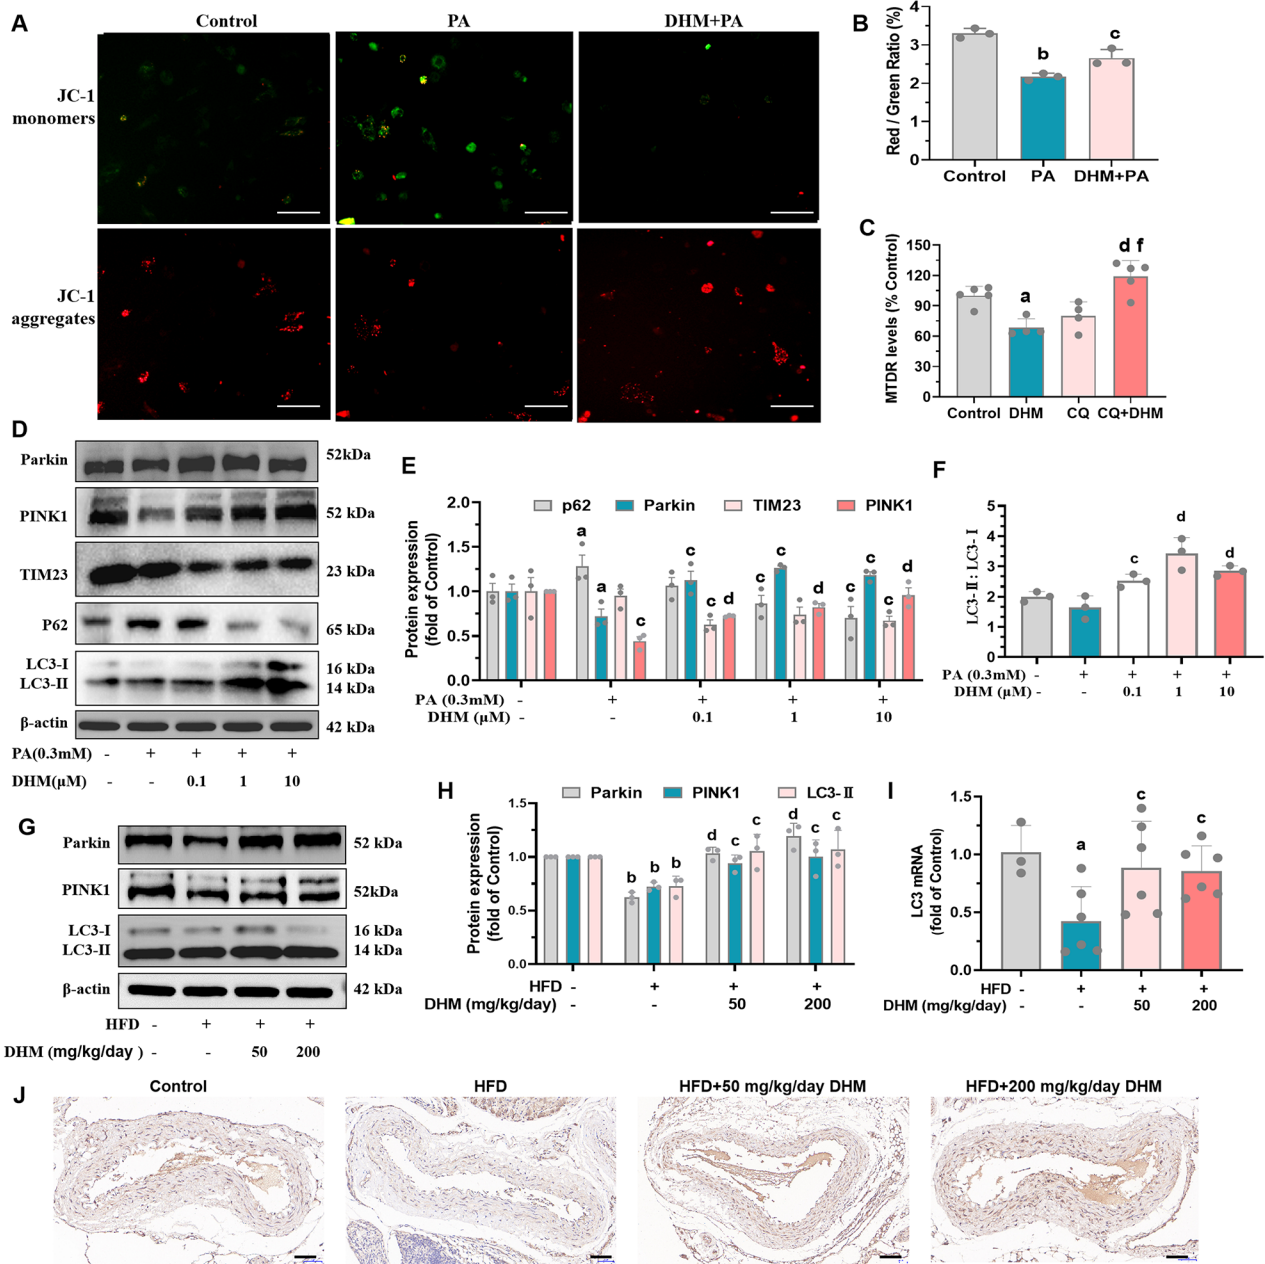 A
Control
PA
DHM+PA
JC-1
monomers
JC-1
aggregates
B
Red / Green Ratio (%)
4
3
2
1
0
b
c
Control PA DHM+PA
C
MTDR levels (% Control)
150
120
90
60
30
0
a
d f
Control DHM CQ CQ+DHM
D
Parkin 52kDa
PINK1 52 kDa
TIM23 23 kDa
P62 65 kDa
LC3-I 16 kDa
LC3-II 14 kDa
β-actin 42 kDa
PA(0.3mM) - + + + +
DHM(μM) - - 0.1 1 10
E
p62 Parkin TIM23 PINK1
Protein expression
(fold of Control)
2.0
1.5
1.0
0.5
0.0
a a c
c c d
c c d
c c d
PA (0.3mM) - + + + +
DHM (μM) - - 0.1 1 10
F
LC3-Ⅱ: LC3-Ⅰ
5
4
3
2
1
0
c d d
PA (0.3mM) - + + + +
DHM (μM) - - 0.1 1 10
G
Parkin 52 kDa
PINK1 52kDa
LC3-I 16 kDa
LC3-II 14 kDa
β-actin 42 kDa
HFD - + + +
DHM (mg/kg/day ) - - 50 200
H
Parkin PINK1 LC3-Ⅱ
Protein expression
(fold of Control)
1.5
1.0
0.5
0.0
b b b
d c c
d c c
HFD - + + +
DHM (mg/kg/day) - - 50 200
I
LC3 mRNA
(fold of Control)
1.5
1.0
0.5
0.0
a c c
HFD - + + +
DHM (mg/kg/day) - - 50 200
J
Control
HFD
HFD+50 mg/kg/day DHM
HFD+200 mg/kg/day DHM